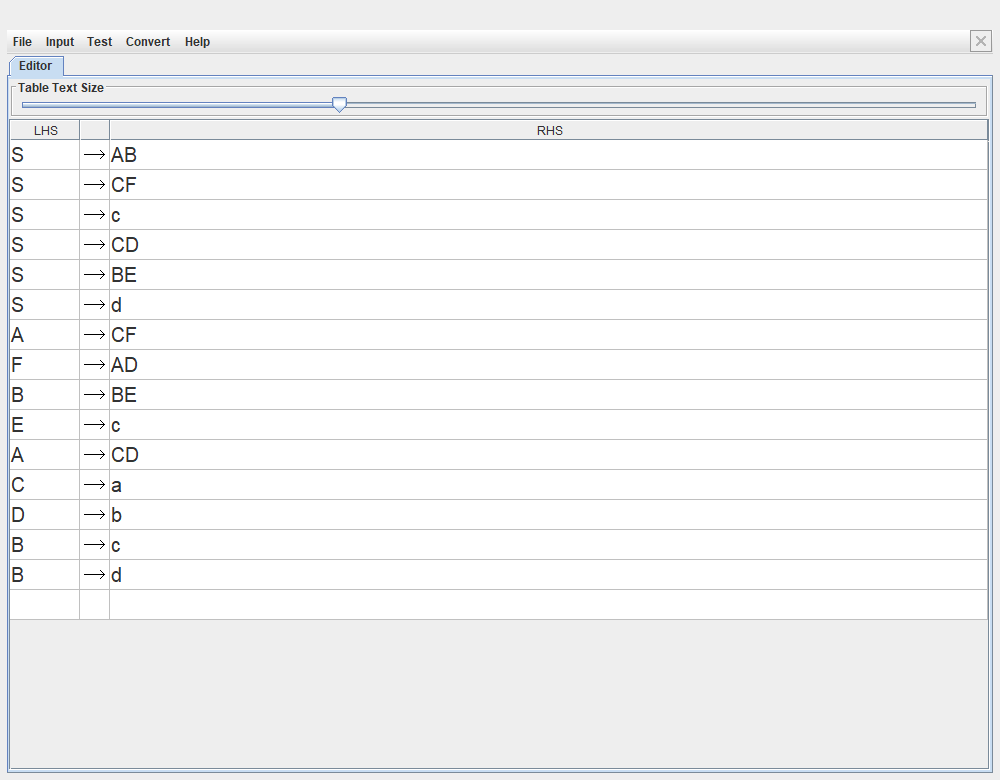 File Input Test Convert Help
Editor
Table Text Size
LHS RHS
S → AB
S → CF
S → c
S → CD
S → BE
S → d
A → CF
F → AD
B → BE
E → c
A → CD
C → a
D → b
B → c
B → d